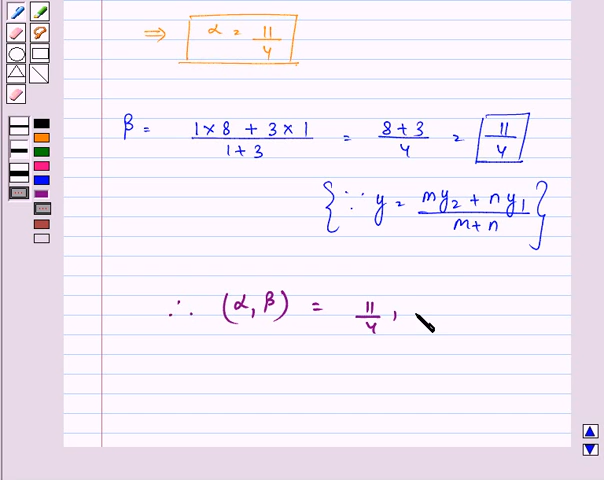 ⇒ α = 11/4
β = (1×8 + 3×1)/(1+3) = (8+3)/4 = 11/4
{∵ y = (my₂ + ny₁)/(m+n)}
∴ (α, β) = 11/4 ,